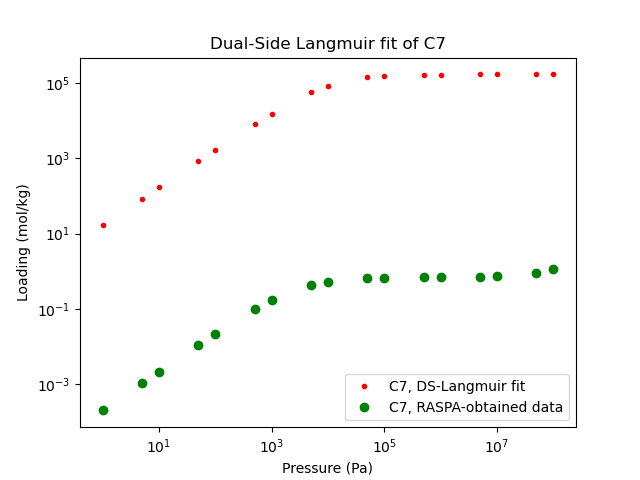 Dual-Side Langmuir fit of C7
Loading (mol/kg)
10^5
10^3
10^1
10^-1
10^-3
10^1 10^3 10^5 10^7
Pressure (Pa)
C7, DS-Langmuir fit
C7, RASPA-obtained data